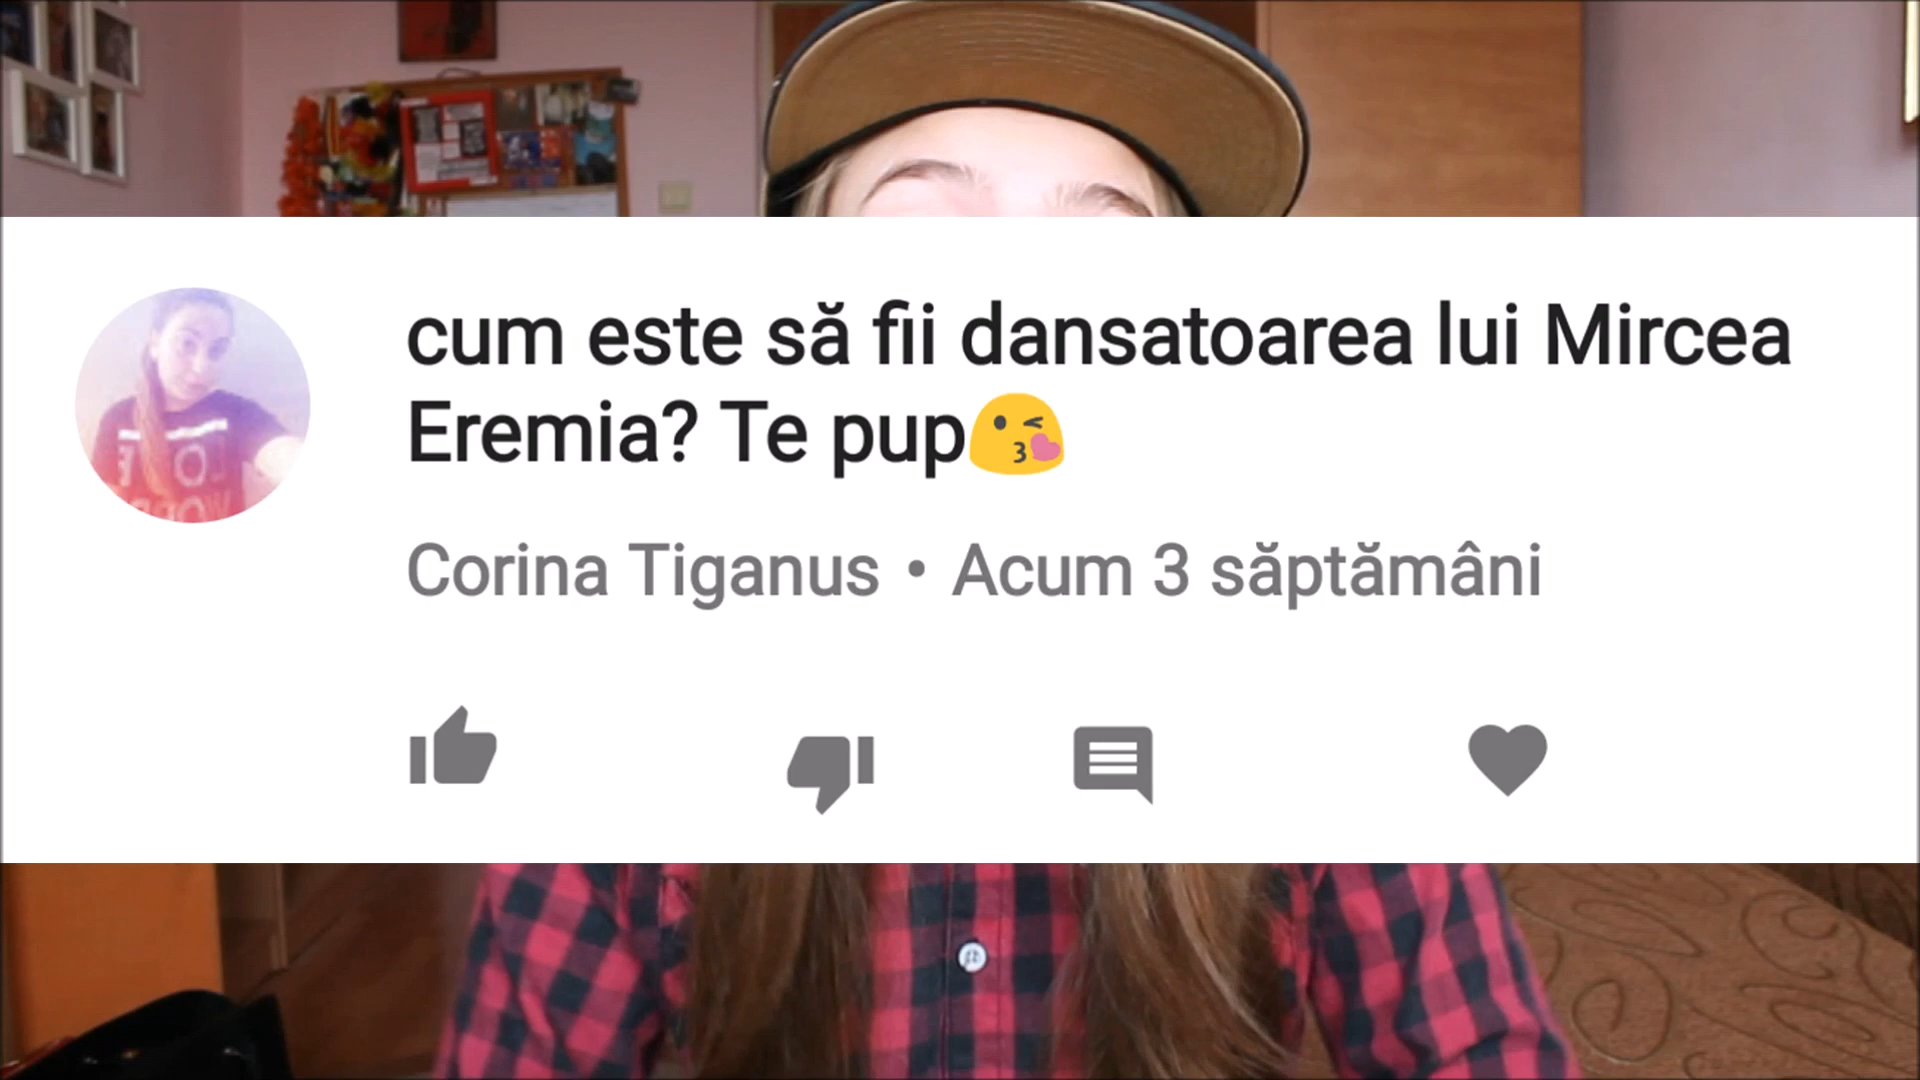 cum este să fii dansatoarea lui Mircea
Eremia? Te pup😘
Corina Tiganus • Acum 3 săptămâni